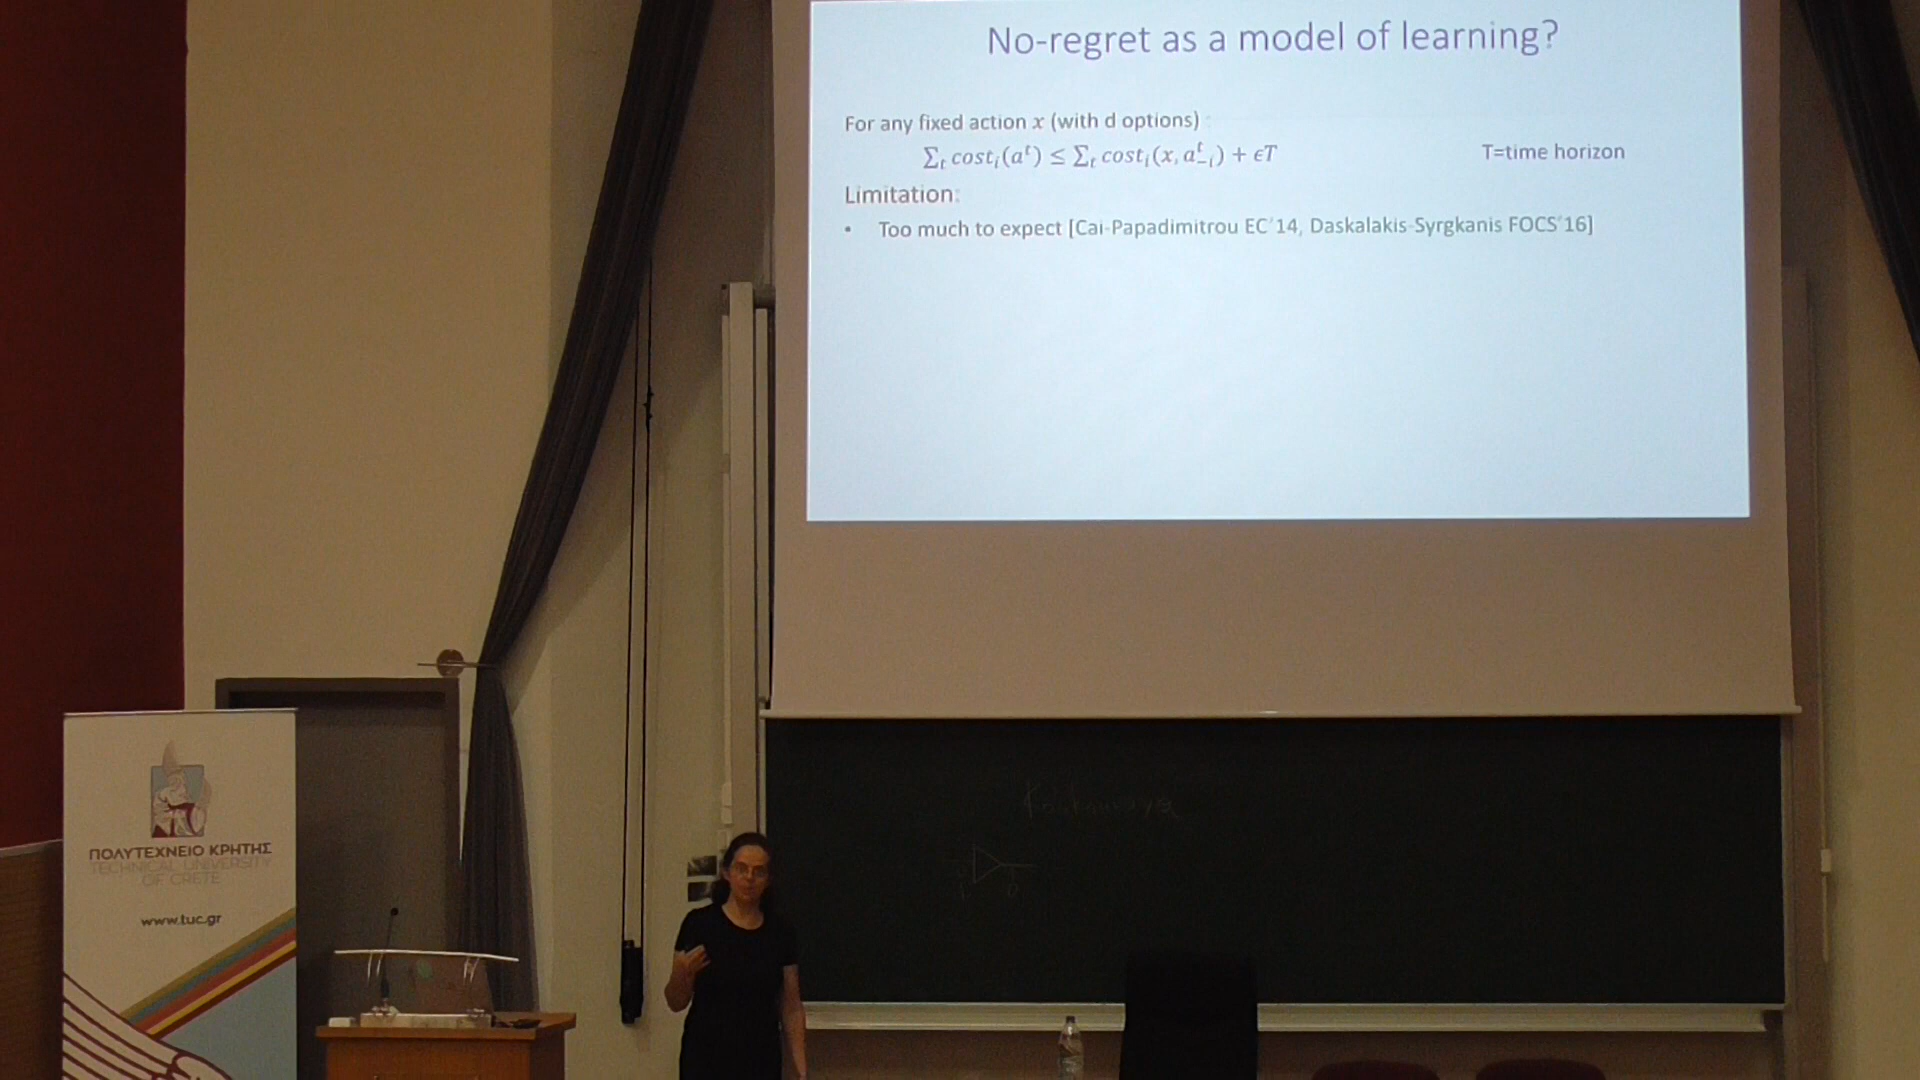 No-regret as a model of learning?
For any fixed action x (with d options)
∑ₜ costᵢ(aᵗ) ≤ ∑ₜ costᵢ(x, aᵗ₋ᵢ) + ϵT
T=time horizon
Limitation:
• Too much to expect [Cai-Papadimitrou EC'14, Daskalakis-Syrgkanis FOCS'16]
ΠΟΛΥΤΕΧΝΕΙΟ ΚΡΗΤΗΣ
TECHNICAL UNIVERSITY
OF CRETE
www.tuc.gr